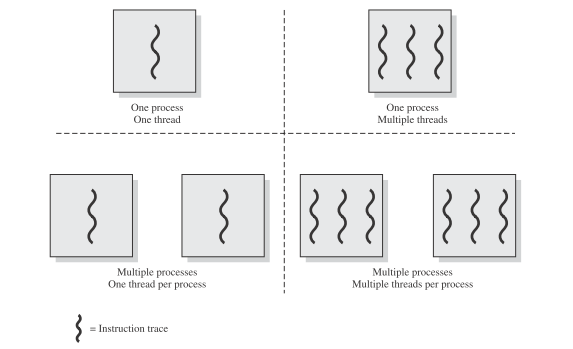 One process
One thread
One process
Multiple threads
Multiple processes
One thread per process
Multiple processes
Multiple threads per process
= Instruction trace